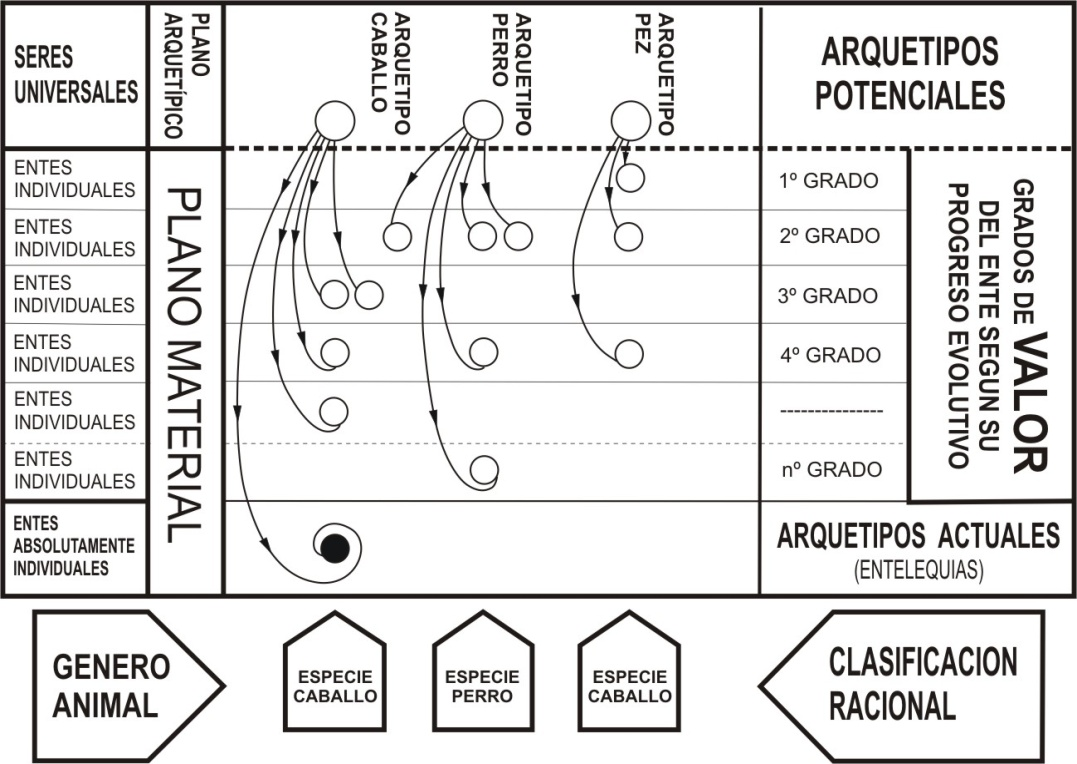 SERES
UNIVERSALES
PLANO
ARQUETÍPICO
ARQUETIPO
CABALLO
ARQUETIPO
PERRO
ARQUETIPO
PEZ
ARQUETIPOS
POTENCIALES
ENTES
INDIVIDUALES
ENTES
INDIVIDUALES
ENTES
INDIVIDUALES
ENTES
INDIVIDUALES
ENTES
INDIVIDUALES
ENTES
INDIVIDUALES
PLANO MATERIAL
1º GRADO
2º GRADO
3º GRADO
4º GRADO
---------------
nº GRADO
GRADOS DE VALOR
DEL ENTE SEGUN SU
PROGRESO EVOLUTIVO
ENTES
ABSOLUTAMENTE
INDIVIDUALES
ARQUETIPOS ACTUALES
(ENTELEQUIAS)
GENERO
ANIMAL
ESPECIE
CABALLO
ESPECIE
PERRO
ESPECIE
CABALLO
CLASIFICACION
RACIONAL